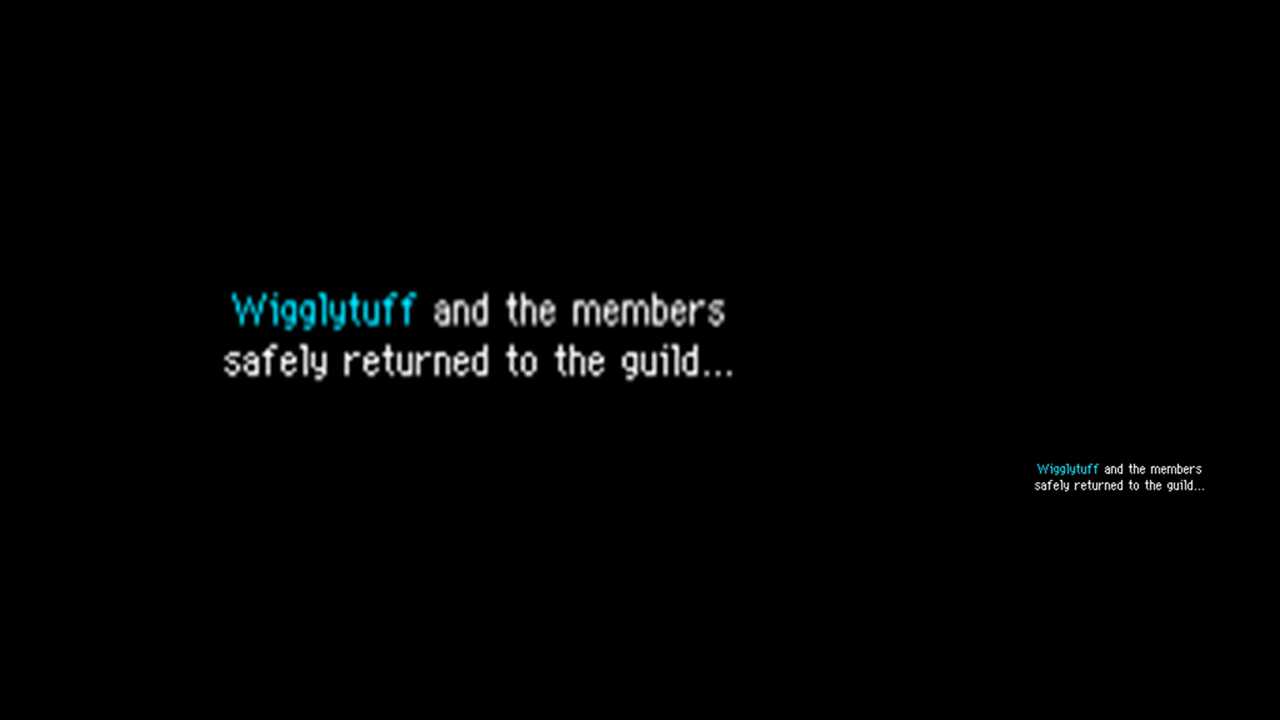 Wigglytuff and the members
safely returned to the guild...
Wigglytuff and the members
safely returned to the guild...